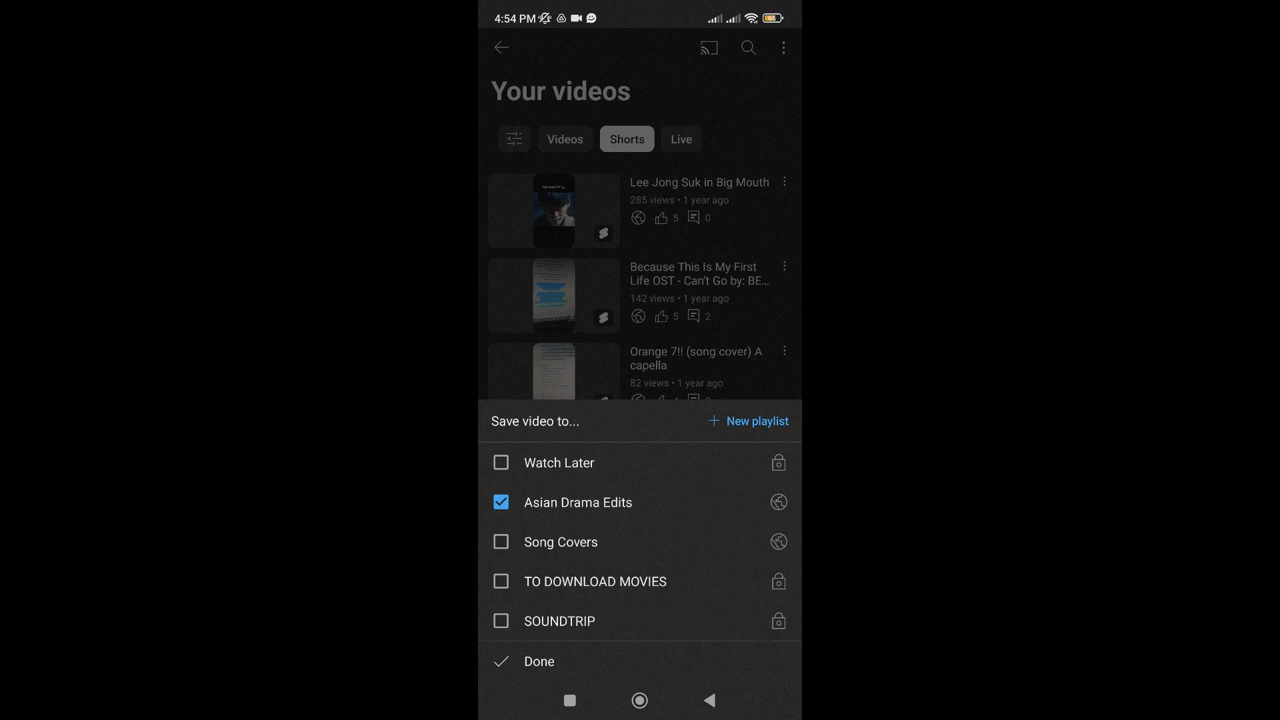 4:54 PM
65
Your videos
Videos
Shorts
Live
Lee Jong Suk in Big Mouth
285 views • 1 year ago
5
0
Because This Is My First
Life OST - Can't Go by: BE...
142 views • 1 year ago
5
2
Orange 7!! (song cover) A
capella
82 views • 1 year ago
Save video to...
New playlist
Watch Later
Asian Drama Edits
Song Covers
TO DOWNLOAD MOVIES
SOUNDTRIP
Done